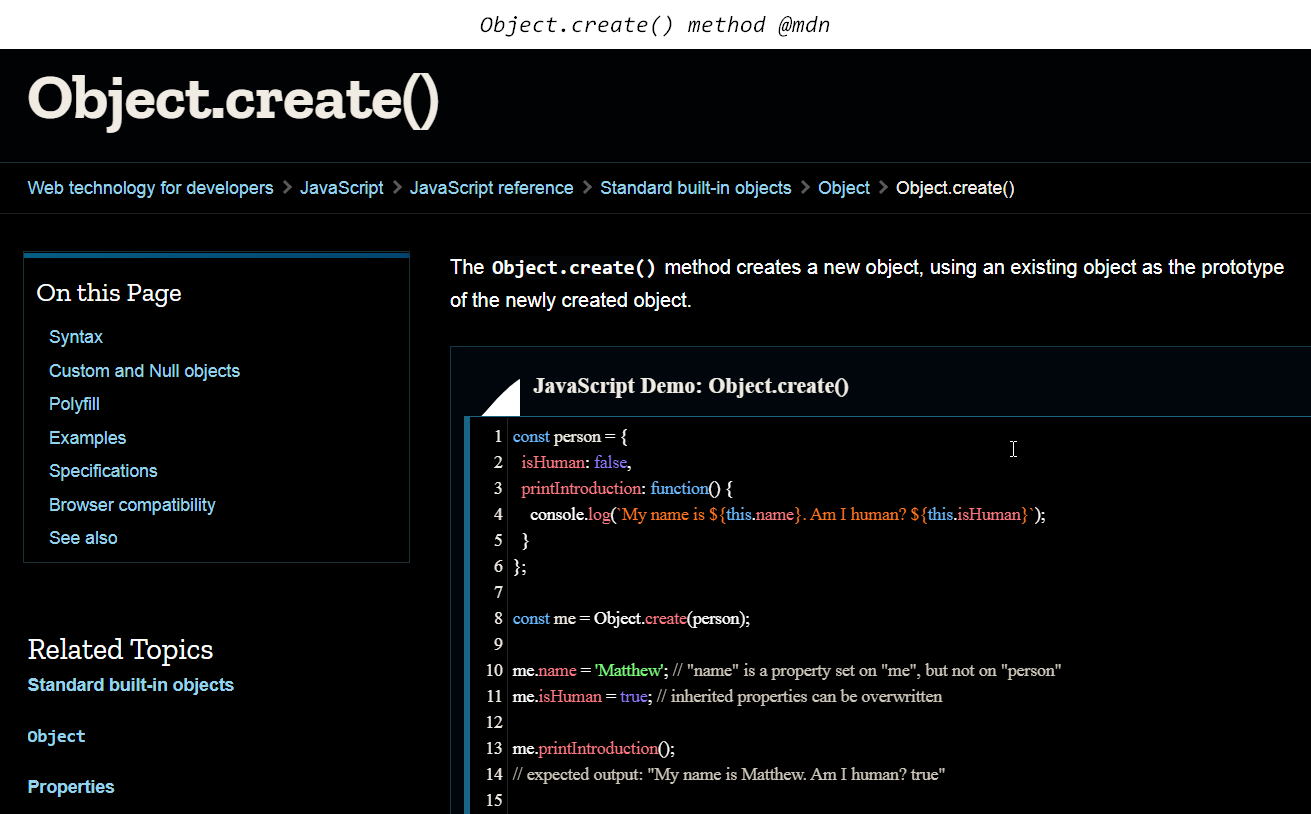 Object.create() method @mdn
Object.create()
Web technology for developers > JavaScript > JavaScript reference > Standard built-in objects > Object > Object.create()
On this Page
Syntax
Custom and Null objects
Polyfill
Examples
Specifications
Browser compatibility
See also
Related Topics
Standard built-in objects
Object
Properties
The Object.create() method creates a new object, using an existing object as the prototype
of the newly created object.
JavaScript Demo: Object.create()
1 const person = {
2   isHuman: false,
3   printIntroduction: function() {
4     console.log(`My name is ${this.name}. Am I human? ${this.isHuman}`);
5   }
6 };
7
8 const me = Object.create(person);
9
10 me.name = 'Matthew'; // "name" is a property set on "me", but not on "person"
11 me.isHuman = true; // inherited properties can be overwritten
12
13 me.printIntroduction();
14 // expected output: "My name is Matthew. Am I human? true"
15